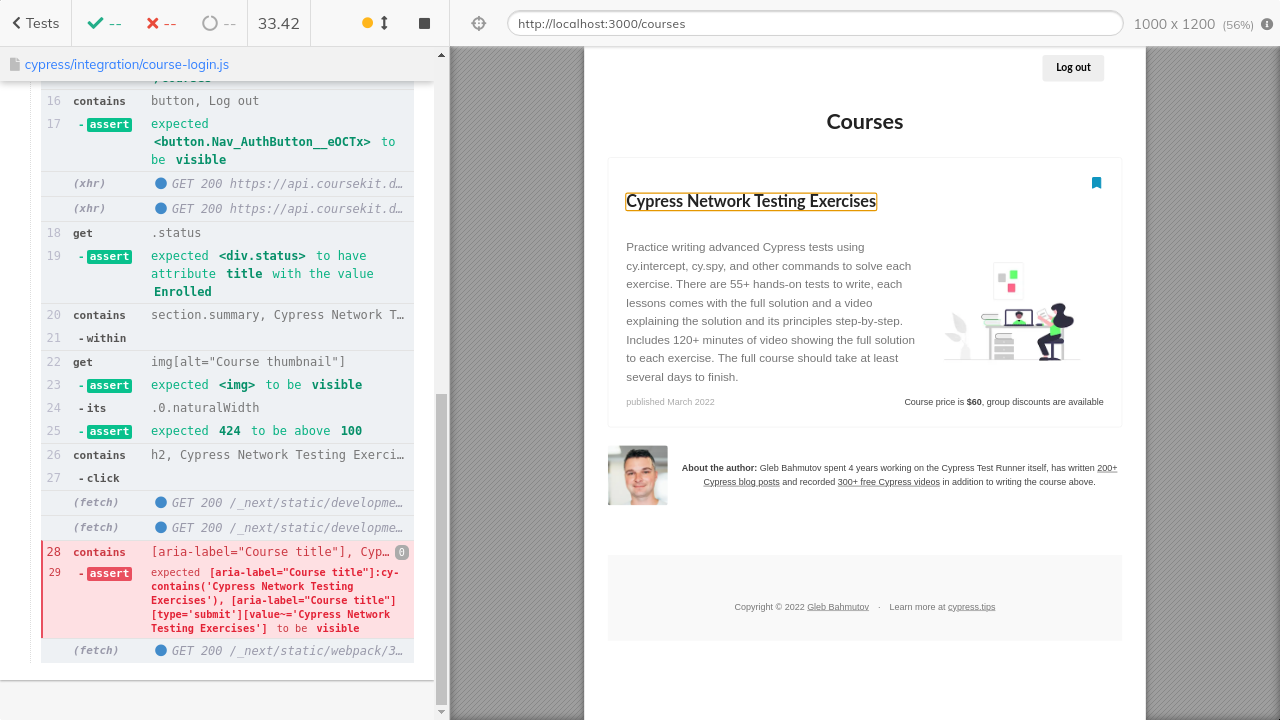 Tests
--
--
--
33.42
http://localhost:3000/courses
1000 x 1200 (56%)
cypress/integration/course-login.js
16 contains button, Log out
17 -assert expected
<button.Nav_AuthButton__eOCTx> to
be visible
(xhr) GET 200 https://api.coursekit.d…
(xhr) GET 200 https://api.coursekit.d…
18 get .status
19 -assert expected <div.status> to have
attribute title with the value
Enrolled
20 contains section.summary, Cypress Network T…
21 -within
22 get img[alt="Course thumbnail"]
23 -assert expected <img> to be visible
24 -its .0.naturalWidth
25 -assert expected 424 to be above 100
26 contains h2, Cypress Network Testing Exerci…
27 -click
(fetch) GET 200 /_next/static/developme…
(fetch) GET 200 /_next/static/developme…
28 contains [aria-label="Course title"], Cyp… 0
29 -assert expected [aria-label="Course title"]:cy-
contains('Cypress Network Testing
Exercises'), [aria-label="Course title"]
[type='submit'][value~='Cypress Network
Testing Exercises'] to be visible
(fetch) GET 200 /_next/static/webpack/3…
Log out
Courses
Cypress Network Testing Exercises
Practice writing advanced Cypress tests using
cy.intercept, cy.spy, and other commands to solve each
exercise. There are 55+ hands-on tests to write, each
lessons comes with the full solution and a video
explaining the solution and its principles step-by-step.
Includes 120+ minutes of video showing the full solution
to each exercise. The full course should take at least
several days to finish.
published March 2022
Course price is $60, group discounts are available
About the author: Gleb Bahmutov spent 4 years working on the Cypress Test Runner itself, has written 200+
Cypress blog posts and recorded 300+ free Cypress videos in addition to writing the course above.
Copyright © 2022 Gleb Bahmutov · Learn more at cypress.tips